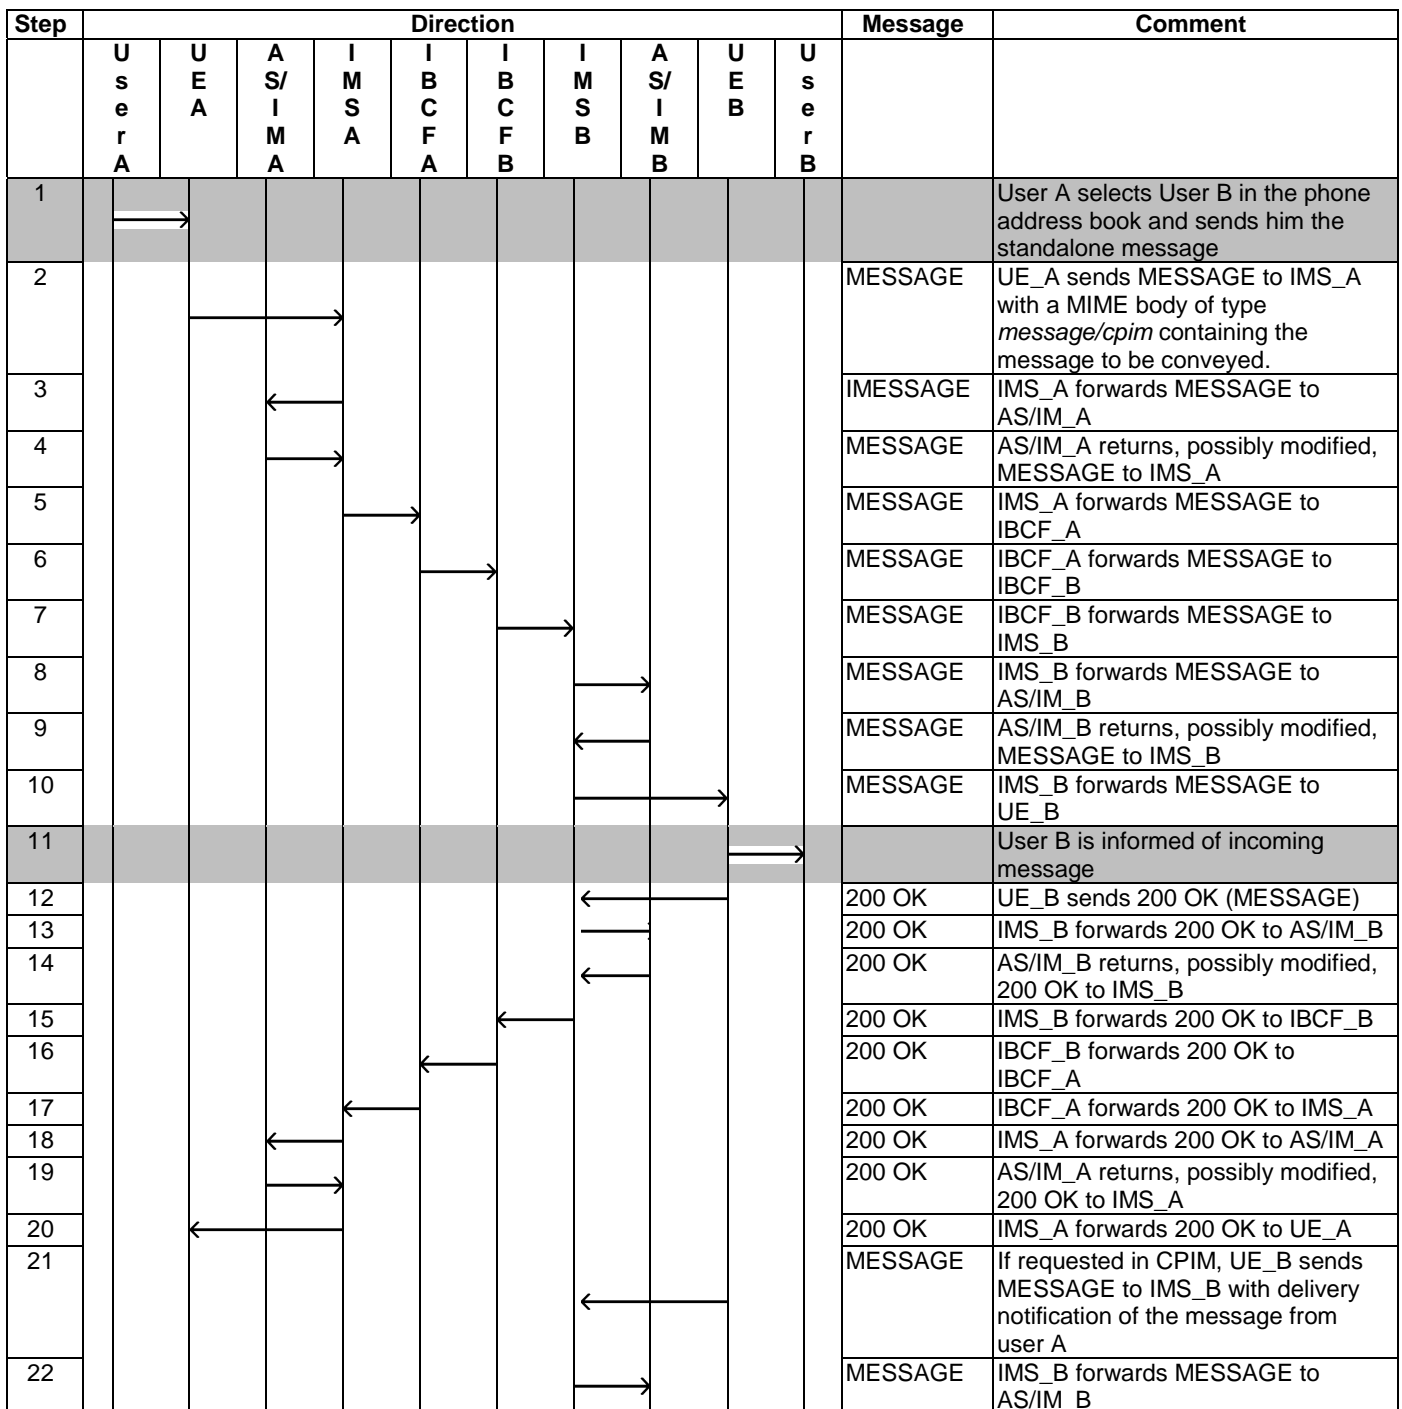 Step Direction Message Comment
U U A I I I I A U U
s E S/ M B B M S/ E s
e A I S C C S I B e
r M A F F B M r
A A A B B B
1 User A selects User B in the phone
address book and sends him the
standalone message
2 MESSAGE UE_A sends MESSAGE to IMS_A
with a MIME body of type
message/cpim containing the
message to be conveyed.
3 IMESSAGE IMS_A forwards MESSAGE to
AS/IM_A
4 MESSAGE AS/IM_A returns, possibly modified,
MESSAGE to IMS_A
5 MESSAGE IMS_A forwards MESSAGE to
IBCF_A
6 MESSAGE IBCF_A forwards MESSAGE to
IBCF_B
7 MESSAGE IBCF_B forwards MESSAGE to
IMS_B
8 MESSAGE IMS_B forwards MESSAGE to
AS/IM_B
9 MESSAGE AS/IM_B returns, possibly modified,
MESSAGE to IMS_B
10 MESSAGE IMS_B forwards MESSAGE to
UE_B
11 User B is informed of incoming
message
12 200 OK UE_B sends 200 OK (MESSAGE)
13 200 OK IMS_B forwards 200 OK to AS/IM_B
14 200 OK AS/IM_B returns, possibly modified,
200 OK to IMS_B
15 200 OK IMS_B forwards 200 OK to IBCF_B
16 200 OK IBCF_B forwards 200 OK to
IBCF_A
17 200 OK IBCF_A forwards 200 OK to IMS_A
18 200 OK IMS_A forwards 200 OK to AS/IM_A
19 200 OK AS/IM_A returns, possibly modified,
200 OK to IMS_A
20 200 OK IMS_A forwards 200 OK to UE_A
21 MESSAGE If requested in CPIM, UE_B sends
MESSAGE to IMS_B with delivery
notification of the message from
user A
22 MESSAGE IMS_B forwards MESSAGE to
AS/IM_B